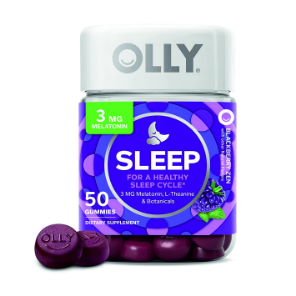 OLLY®
3 MG
MELATONIN
SLEEP
FOR A HEALTHY
SLEEP CYCLE*
3 MG Melatonin, L-Theanine
& Botanicals
50
GUMMIES
DIETARY SUPPLEMENT
BLACKBERRY ZEN
OLLY